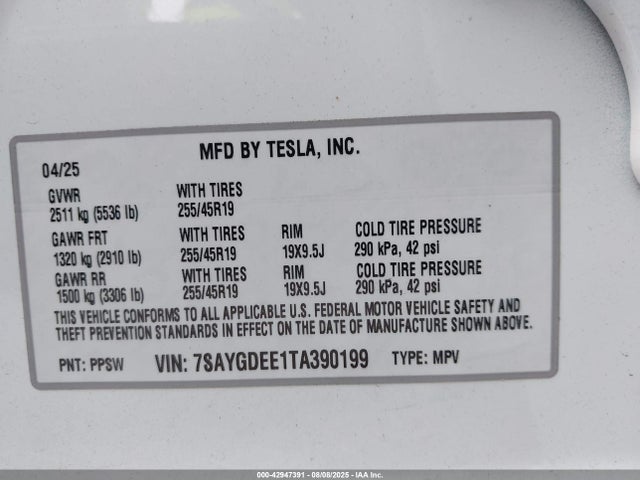 MFD BY TESLA, INC.
04/25
GVWR WITH TIRES
2511 kg (5536 lb) 255/45R19
GAWR FRT WITH TIRES RIM COLD TIRE PRESSURE
1320 kg (2910 lb) 255/45R19 19X9.5J 290 kPa, 42 psi
GAWR RR WITH TIRES RIM COLD TIRE PRESSURE
1500 kg (3306 lb) 255/45R19 19X9.5J 290 kPa, 42 psi
THIS VEHICLE CONFORMS TO ALL APPLICABLE U.S. FEDERAL MOTOR VEHICLE SAFETY AND
THEFT PREVENTION STANDARDS IN EFFECT ON THE DATE OF MANUFACTURE SHOWN ABOVE.
PNT: PPSW VIN: 7SAYGDEE1TA390199 TYPE: MPV
000-42947391 - 08/08/2025 - IAA Inc.